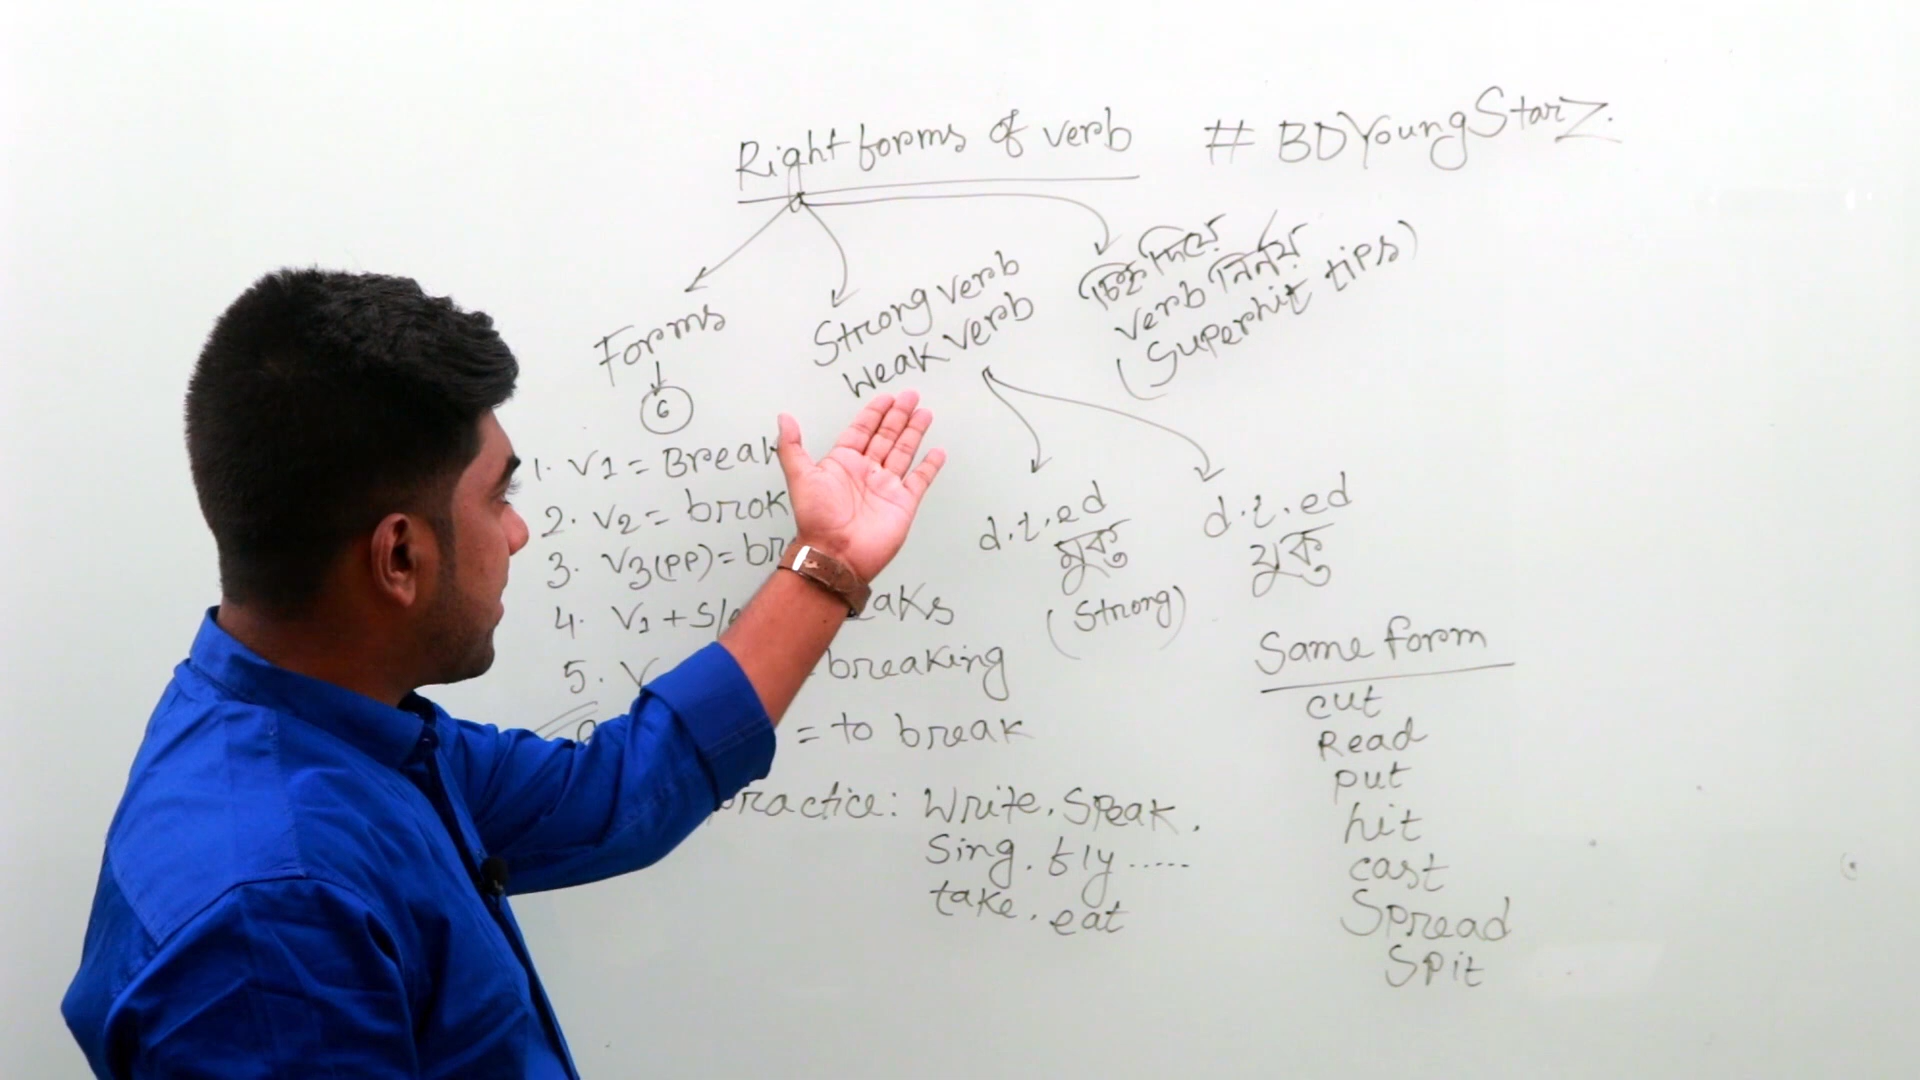 Right forms of verb # BDYoungStarZ.
Forms
6
Strong verb
Weak verb
চিহ্ন দিয়ে
verb নির্নয়
(Superhit tips)
1. V1 = Break
2. V2 = brok
3. V3(PP) = br
4. V1 + S/e eaks
5. V breaking
= to break
practice: Write. Speak.
Sing. fly .....
take. eat
d.t.ed
মুক্ত
(Strong)
d.t.ed
যুক্ত
Same form
cut
Read
put
hit
cast
Spread
Spit